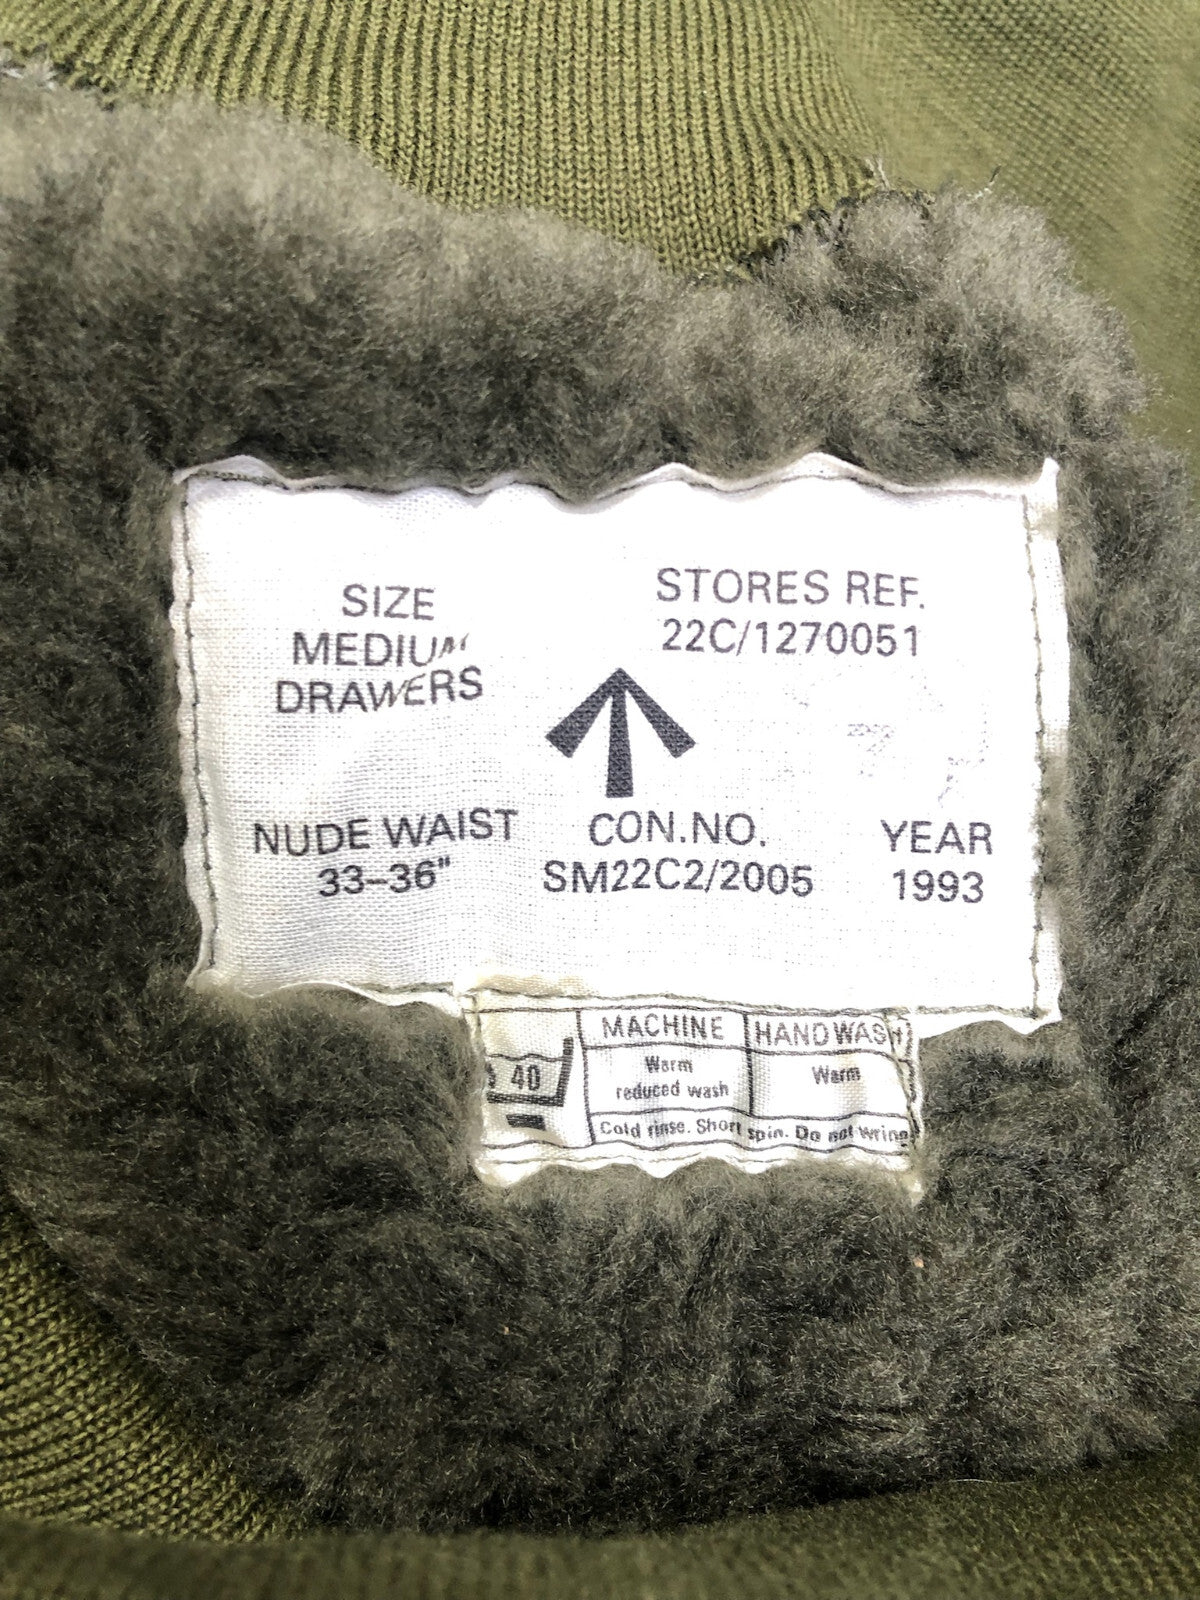 SIZE
MEDIUM
DRAWERS
STORES REF.
22C/1270051
NUDE WAIST
33–36"
CON.NO.
SM22C2/2005
YEAR
1993
40
MACHINE
Warm
reduced wash
HAND WASH
Warm
Cold rinse. Short spin. Do not wring